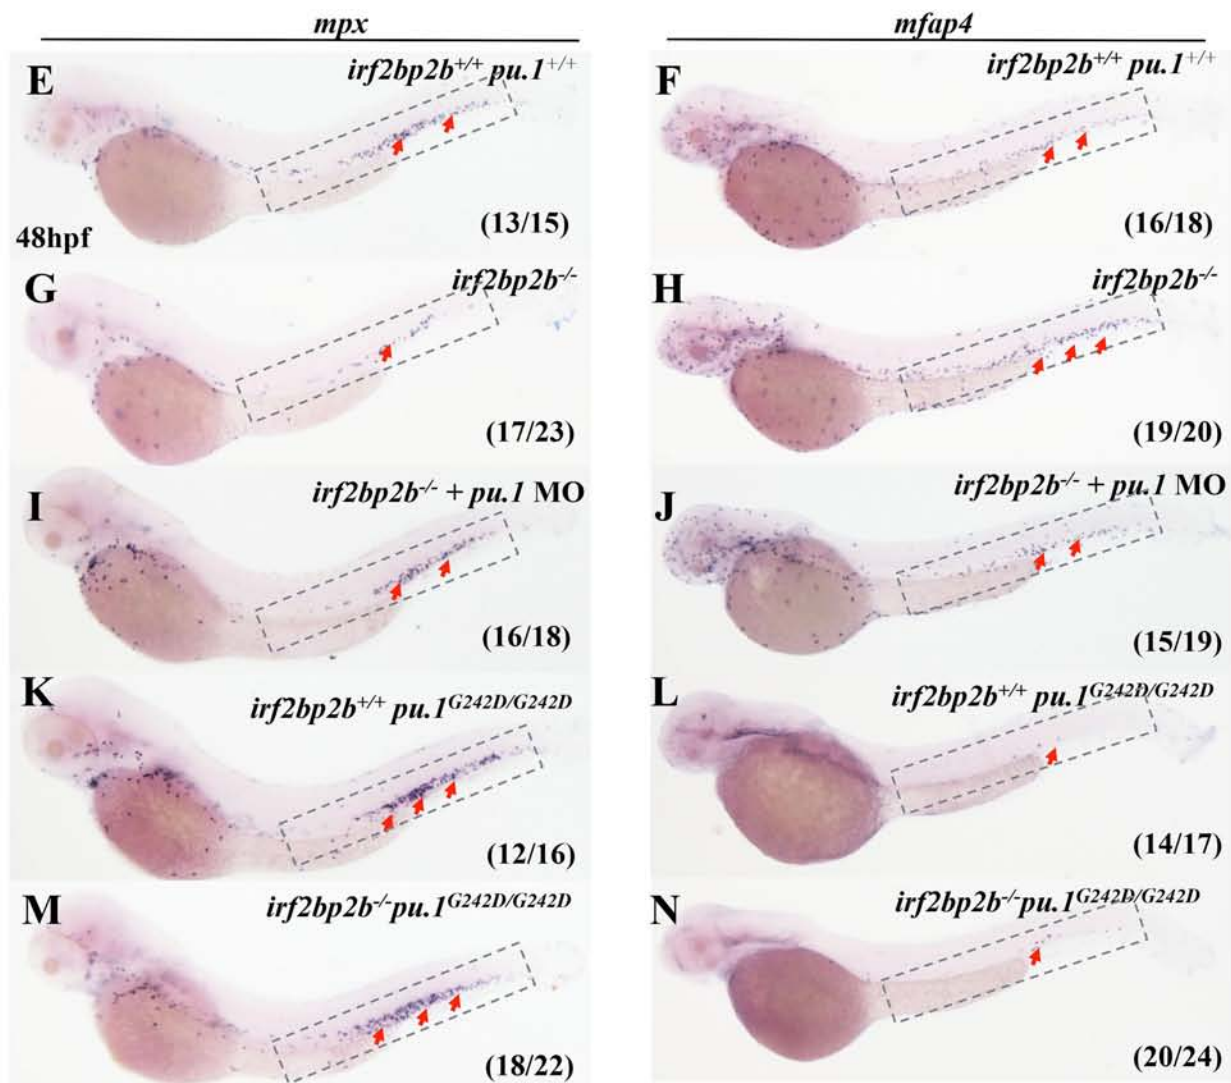 mpx mfap4
E irf2bp2b+/+ pu.1+/+ F irf2bp2b+/+ pu.1+/+
48hpf (13/15) (16/18)
G irf2bp2b-/- H irf2bp2b-/-
(17/23) (19/20)
I irf2bp2b-/- + pu.1 MO J irf2bp2b-/- + pu.1 MO
(16/18) (15/19)
K irf2bp2b+/+ pu.1G242D/G242D L irf2bp2b+/+ pu.1G242D/G242D
(12/16) (14/17)
M irf2bp2b-/-pu.1G242D/G242D N irf2bp2b-/-pu.1G242D/G242D
(18/22) (20/24)